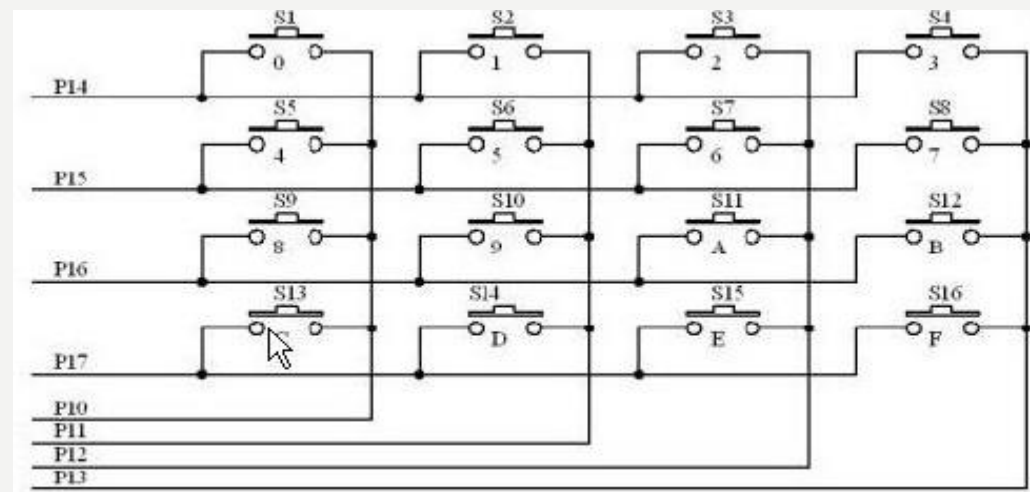 S1 S2 S3 S4
0 1 2 3
P14
S5 S6 S7 S8
4 5 6 7
P15
S9 S10 S11 S12
8 9 A B
P16
S13 S14 S15 S16
D E F
P17
P10
P11
P12
P13